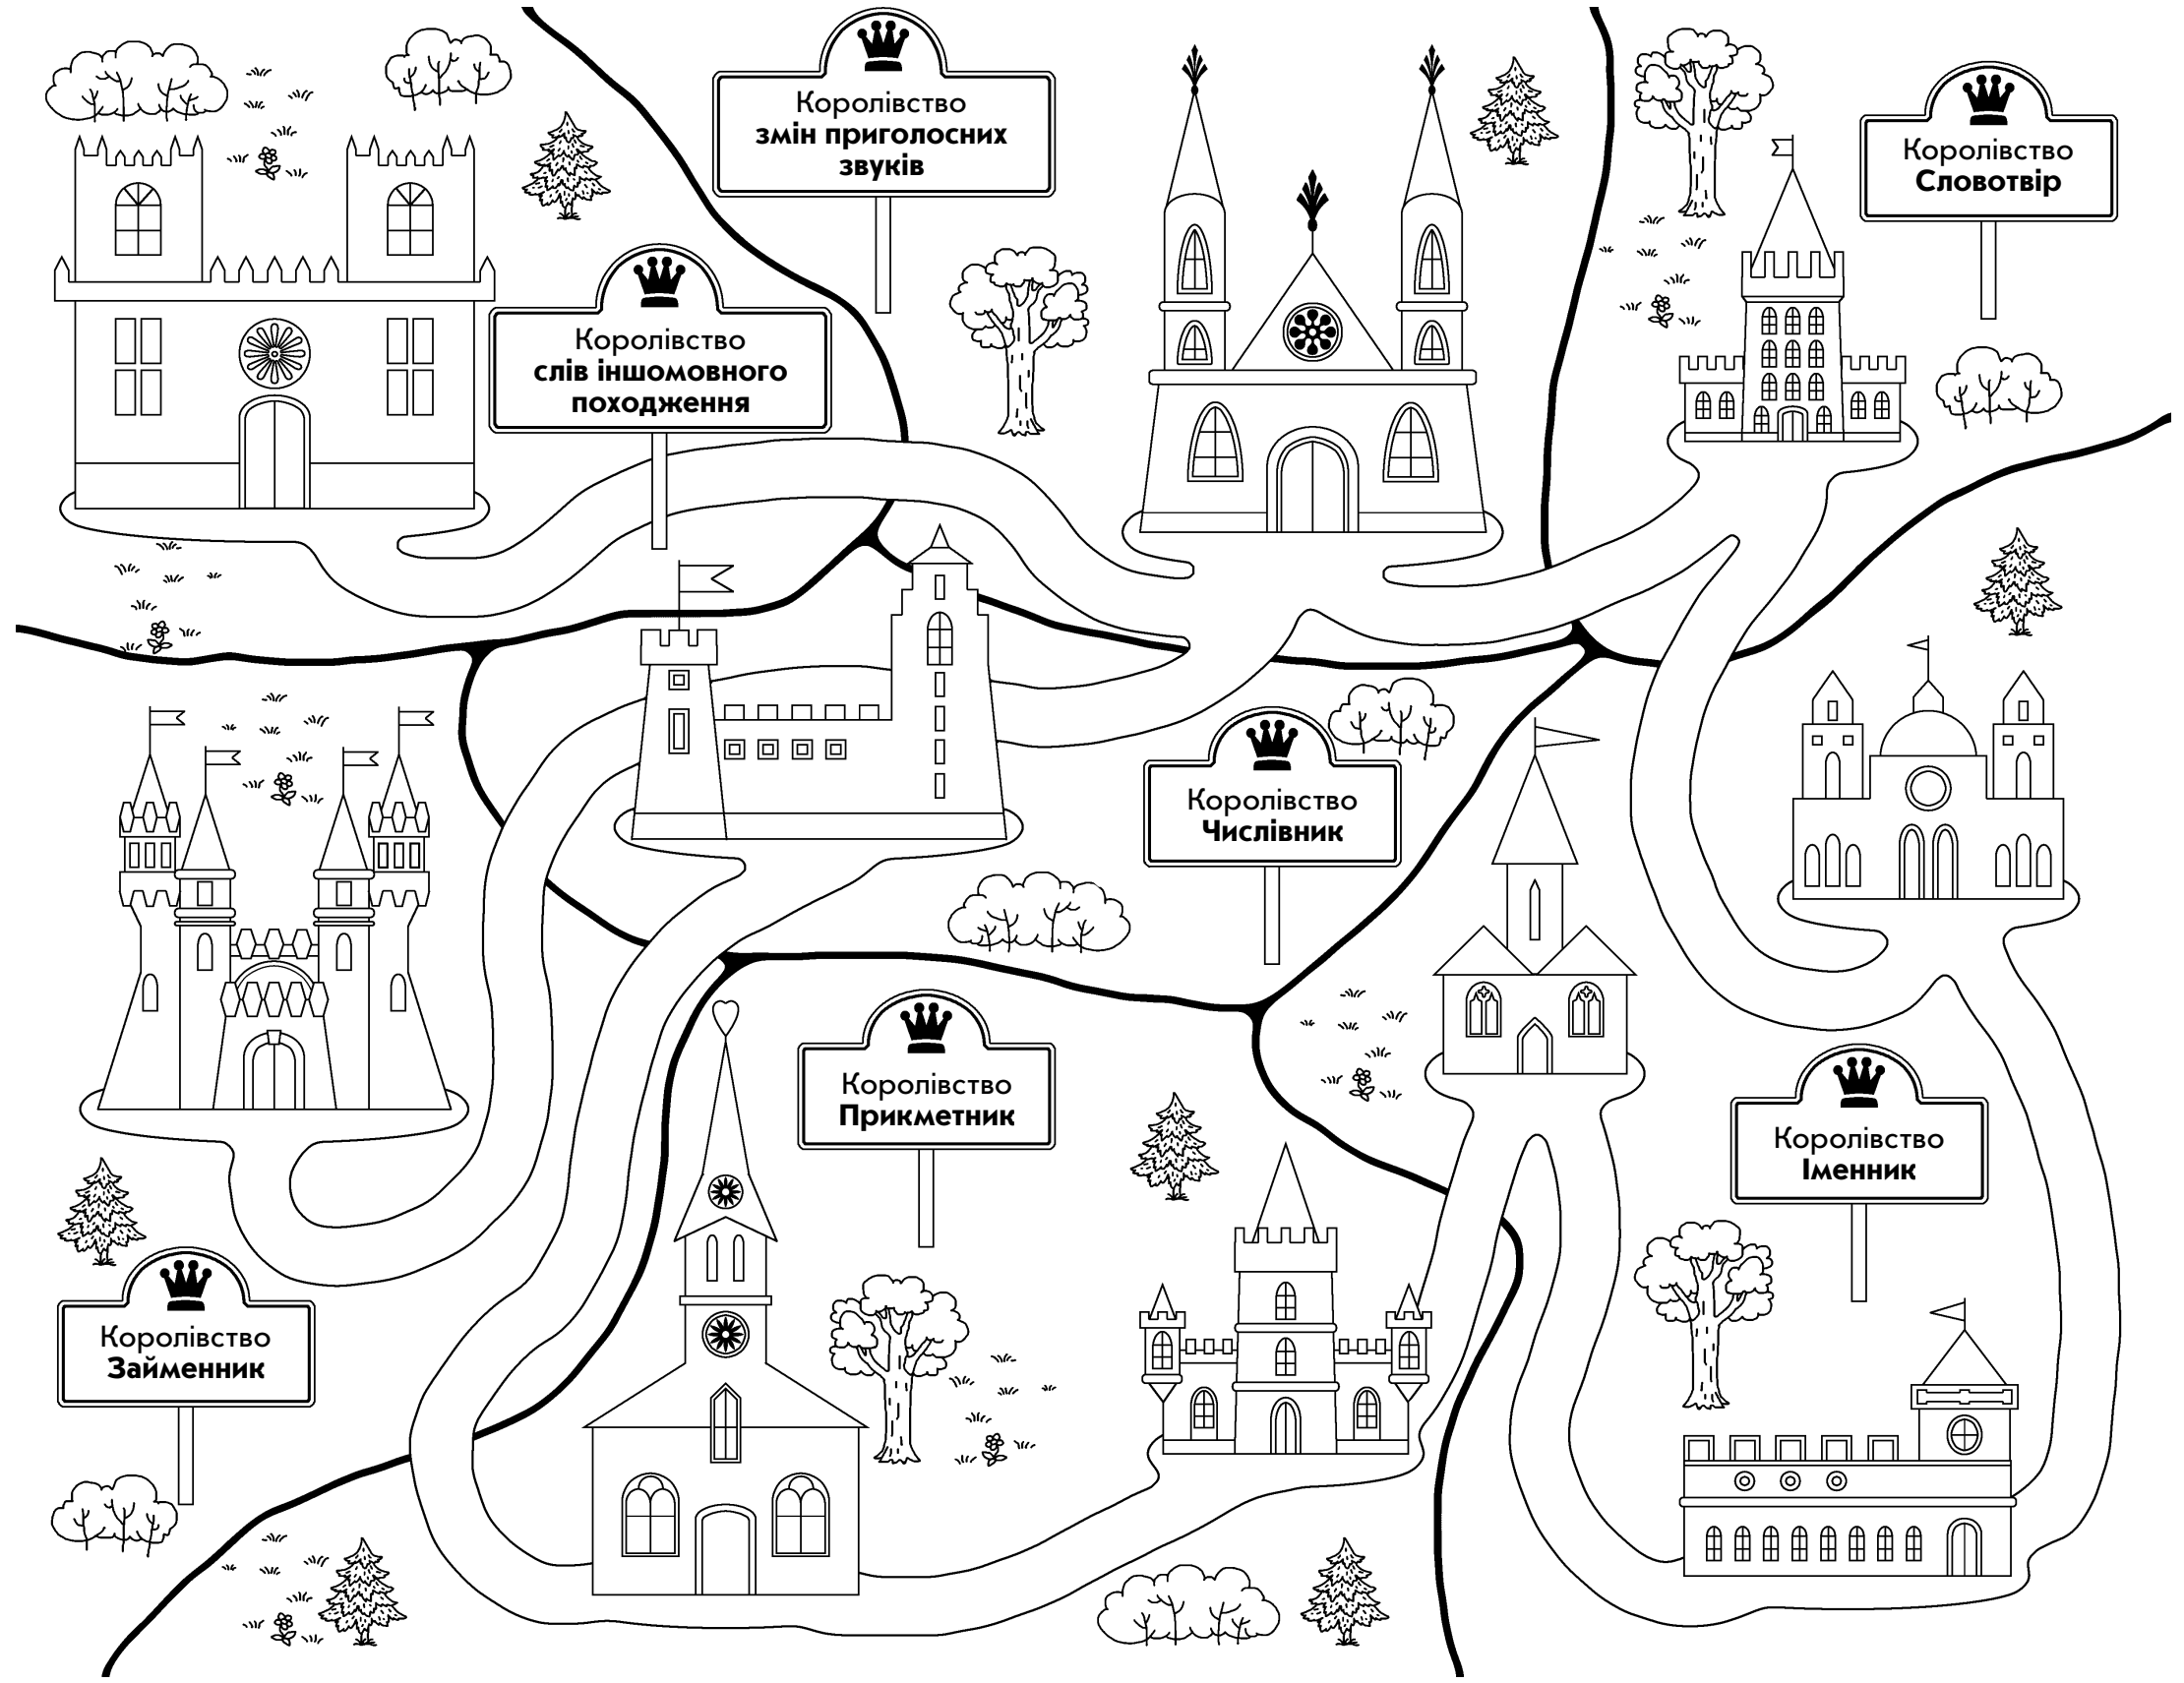 Королівство
змін приголосних
звуків
Королівство
Словотвір
Королівство
слів іншомовного
походження
Королівство
Числівник
Королівство
Прикметник
Королівство
Іменник
Королівство
Займенник